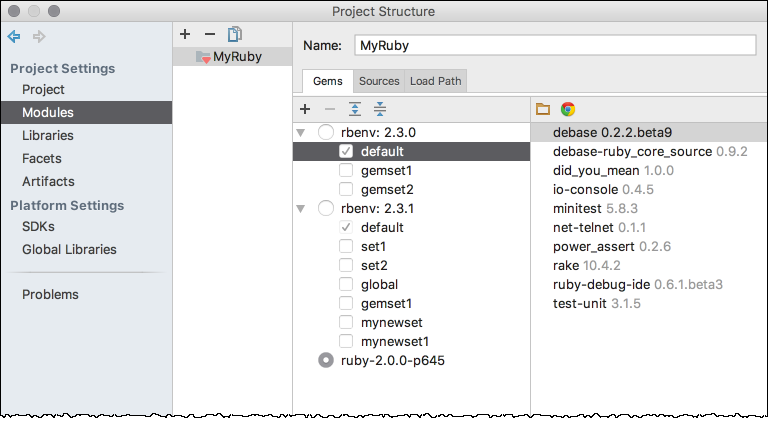 Project Structure
Project Settings
Project
Modules
Libraries
Facets
Artifacts
Platform Settings
SDKs
Global Libraries
Problems
MyRuby
Name: MyRuby
Gems Sources Load Path
rbenv: 2.3.0
default
gemset1
gemset2
rbenv: 2.3.1
default
set1
set2
global
gemset1
mynewset
mynewset1
ruby-2.0.0-p645
debase 0.2.2.beta9
debase-ruby_core_source 0.9.2
did_you_mean 1.0.0
io-console 0.4.5
minitest 5.8.3
net-telnet 0.1.1
power_assert 0.2.6
rake 10.4.2
ruby-debug-ide 0.6.1.beta3
test-unit 3.1.5